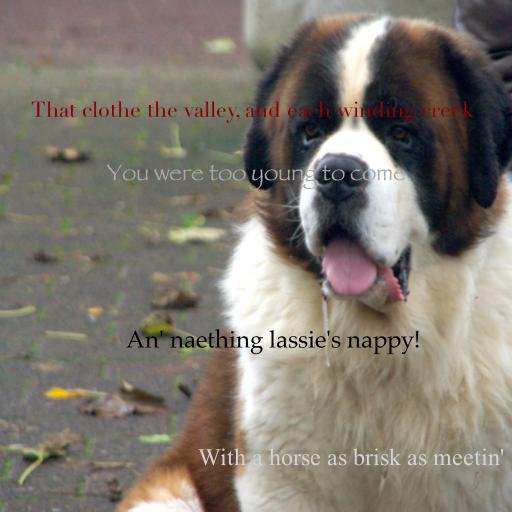 That clothe the valley, and each winding creek
You were too young to come
An' naething lassie's nappy!
With a horse as brisk as meetin'